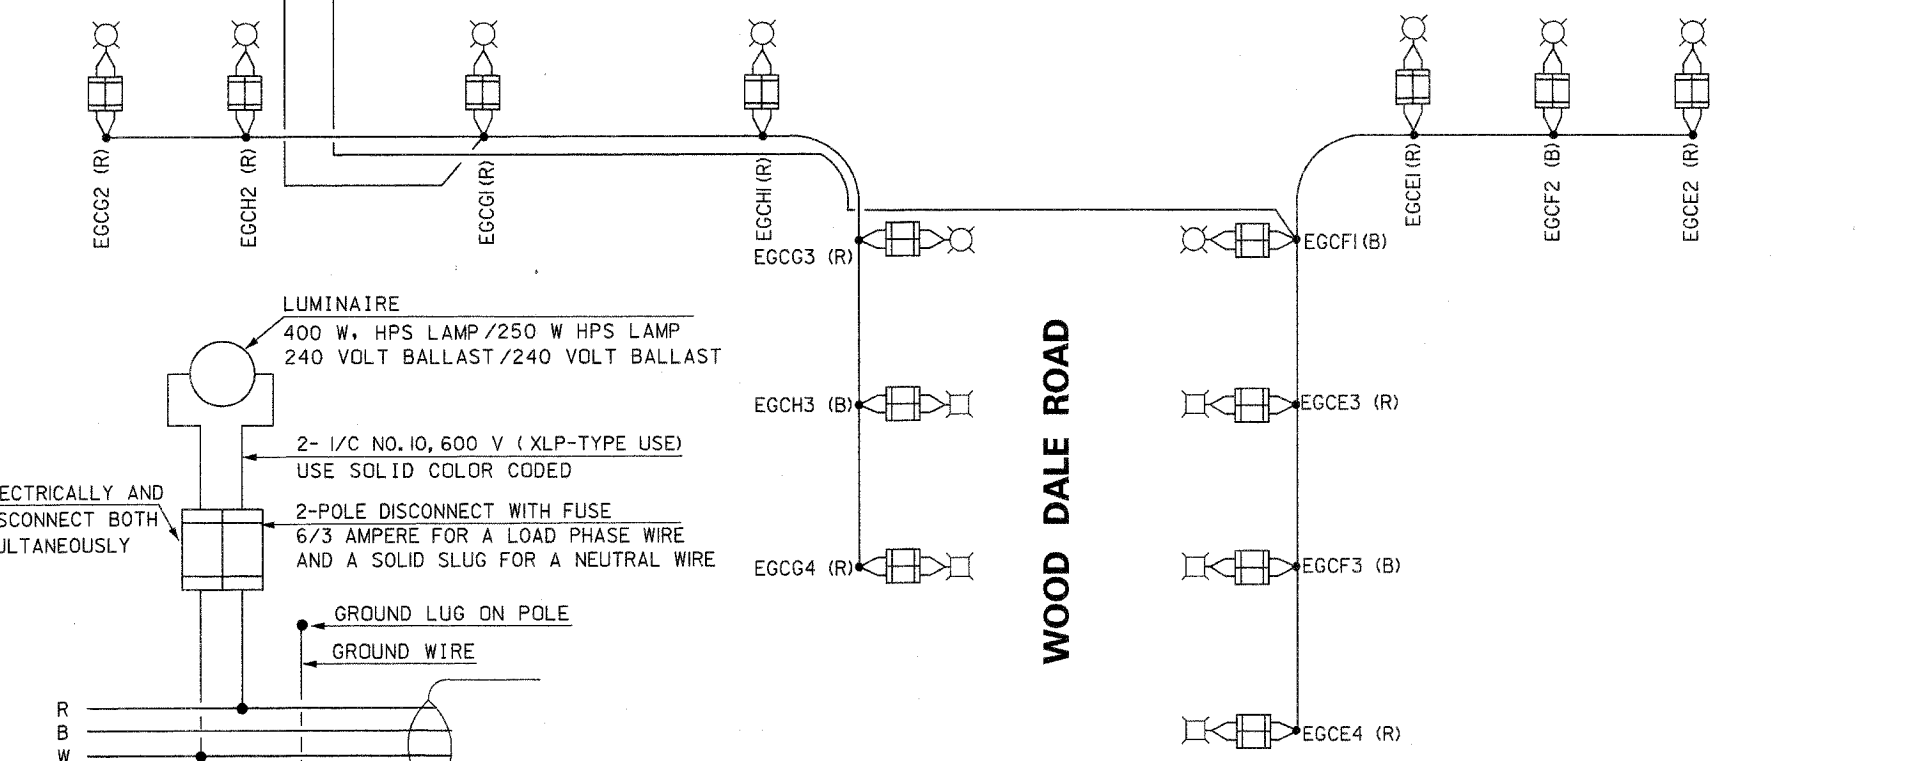 EGCG2 (R)
EGCH2 (R)
EGCG1(R)
EGCH1(R)
EGCE1(R)
EGCF2 (B)
EGCE2 (R)
EGCG3 (R)
EGCF1(B)
LUMINAIRE
400 W, HPS LAMP/250 W HPS LAMP
240 VOLT BALLAST/240 VOLT BALLAST
EGCH3 (B)
EGCE3 (R)
WOOD DALE ROAD
2- 1/C NO.10,600 V (XLP-TYPE USE)
USE SOLID COLOR CODED
ECTRICALLY AND
SCONNECT BOTH
ULTANEOUSLY
2-POLE DISCONNECT WITH FUSE
6/3 AMPERE FOR A LOAD PHASE WIRE
AND A SOLID SLUG FOR A NEUTRAL WIRE
EGCG4 (R)
EGCF3 (B)
GROUND LUG ON POLE
GROUND WIRE
R
B
W
EGCE4 (R)